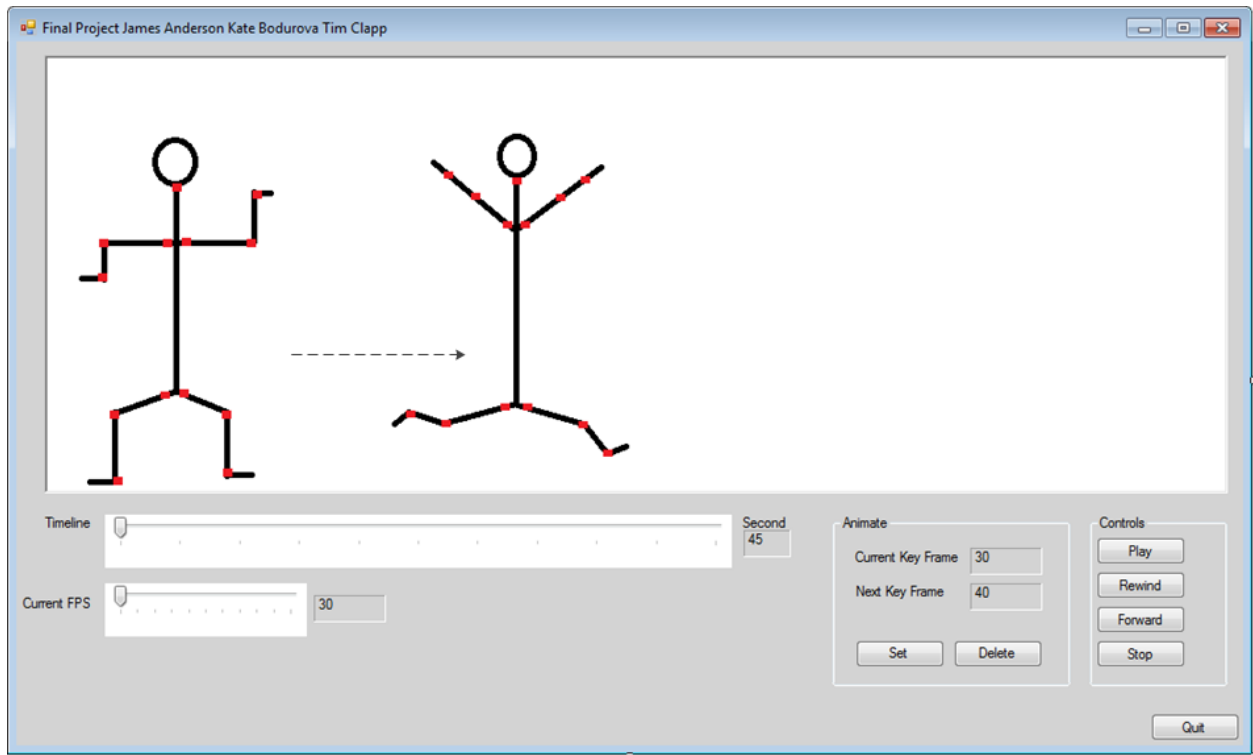 Final Project James Anderson Kate Bodurova Tim Clapp
Timeline
Second
45
Current FPS
30
Animate
Current Key Frame
30
Next Key Frame
40
Set
Delete
Controls
Play
Rewind
Forward
Stop
Quit